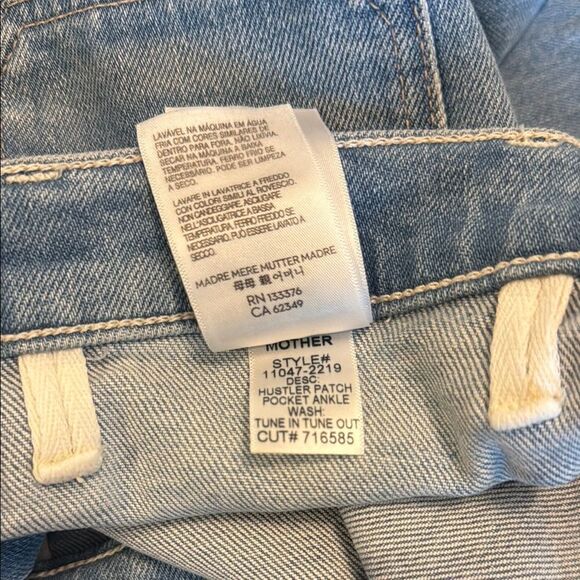 LAVÁVEL NA MÁQUINA EM ÁGUA
FRIA COM CORES SIMILARES DE
DENTRO PARA FORA. NÃO LIXIVIA.
SECAR NA MÁQUINA A BAIXA
TEMPERATURA. FERRO FRIO SE
NECESSÁRIO. PODE SER LIMPEZA
A SECO.
LAVARE IN LAVATRICE A FREDDO
CON COLORI SIMILI AL ROVESCIO.
NON CANDEGGIARE. ASCIUGARE
NELL'ASCIUGATRICE A BASSA
TEMPERATURA, FERRO FREDDO SE
NECESSARIO. PUÒ ESSERE LAVATO À
SECCO.
MADRE MERE MUTTER MADRE
母母 親 어머니
RN 133376
CA 62349
MOTHER
STYLE#
11047-2219
DESC:
HUSTLER PATCH
POCKET ANKLE
WASH:
TUNE IN TUNE OUT
CUT# 716585